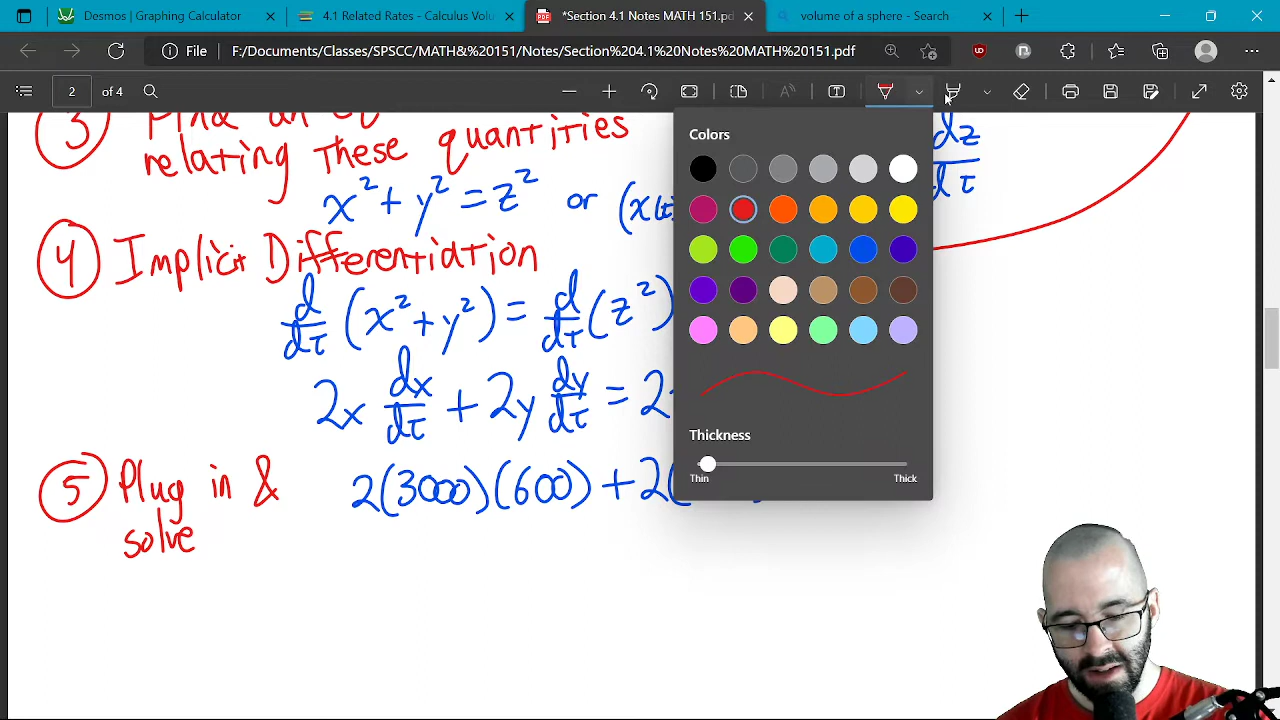 Desmos | Graphing Calculator
4.1 Related Rates - Calculus Volu
*Section 4.1 Notes MATH 151.pd
volume of a sphere - Search
File
F:/Documents/Classes/SPSCC/MATH&%20151/Notes/Section%204.1%20Notes%20MATH%20151.pdf
2 of 4
3 Find an eq
relating these quantities
dz
dt
x² + y² = z² or (x(t
4 Implicit Differentiation
d/dt (x² + y²) = d/dt (z²)
2x dx/dt + 2y dy/dt = 2
5 Plug in &
solve
2(3000)(600) + 2(
Colors
Thickness
Thin
Thick